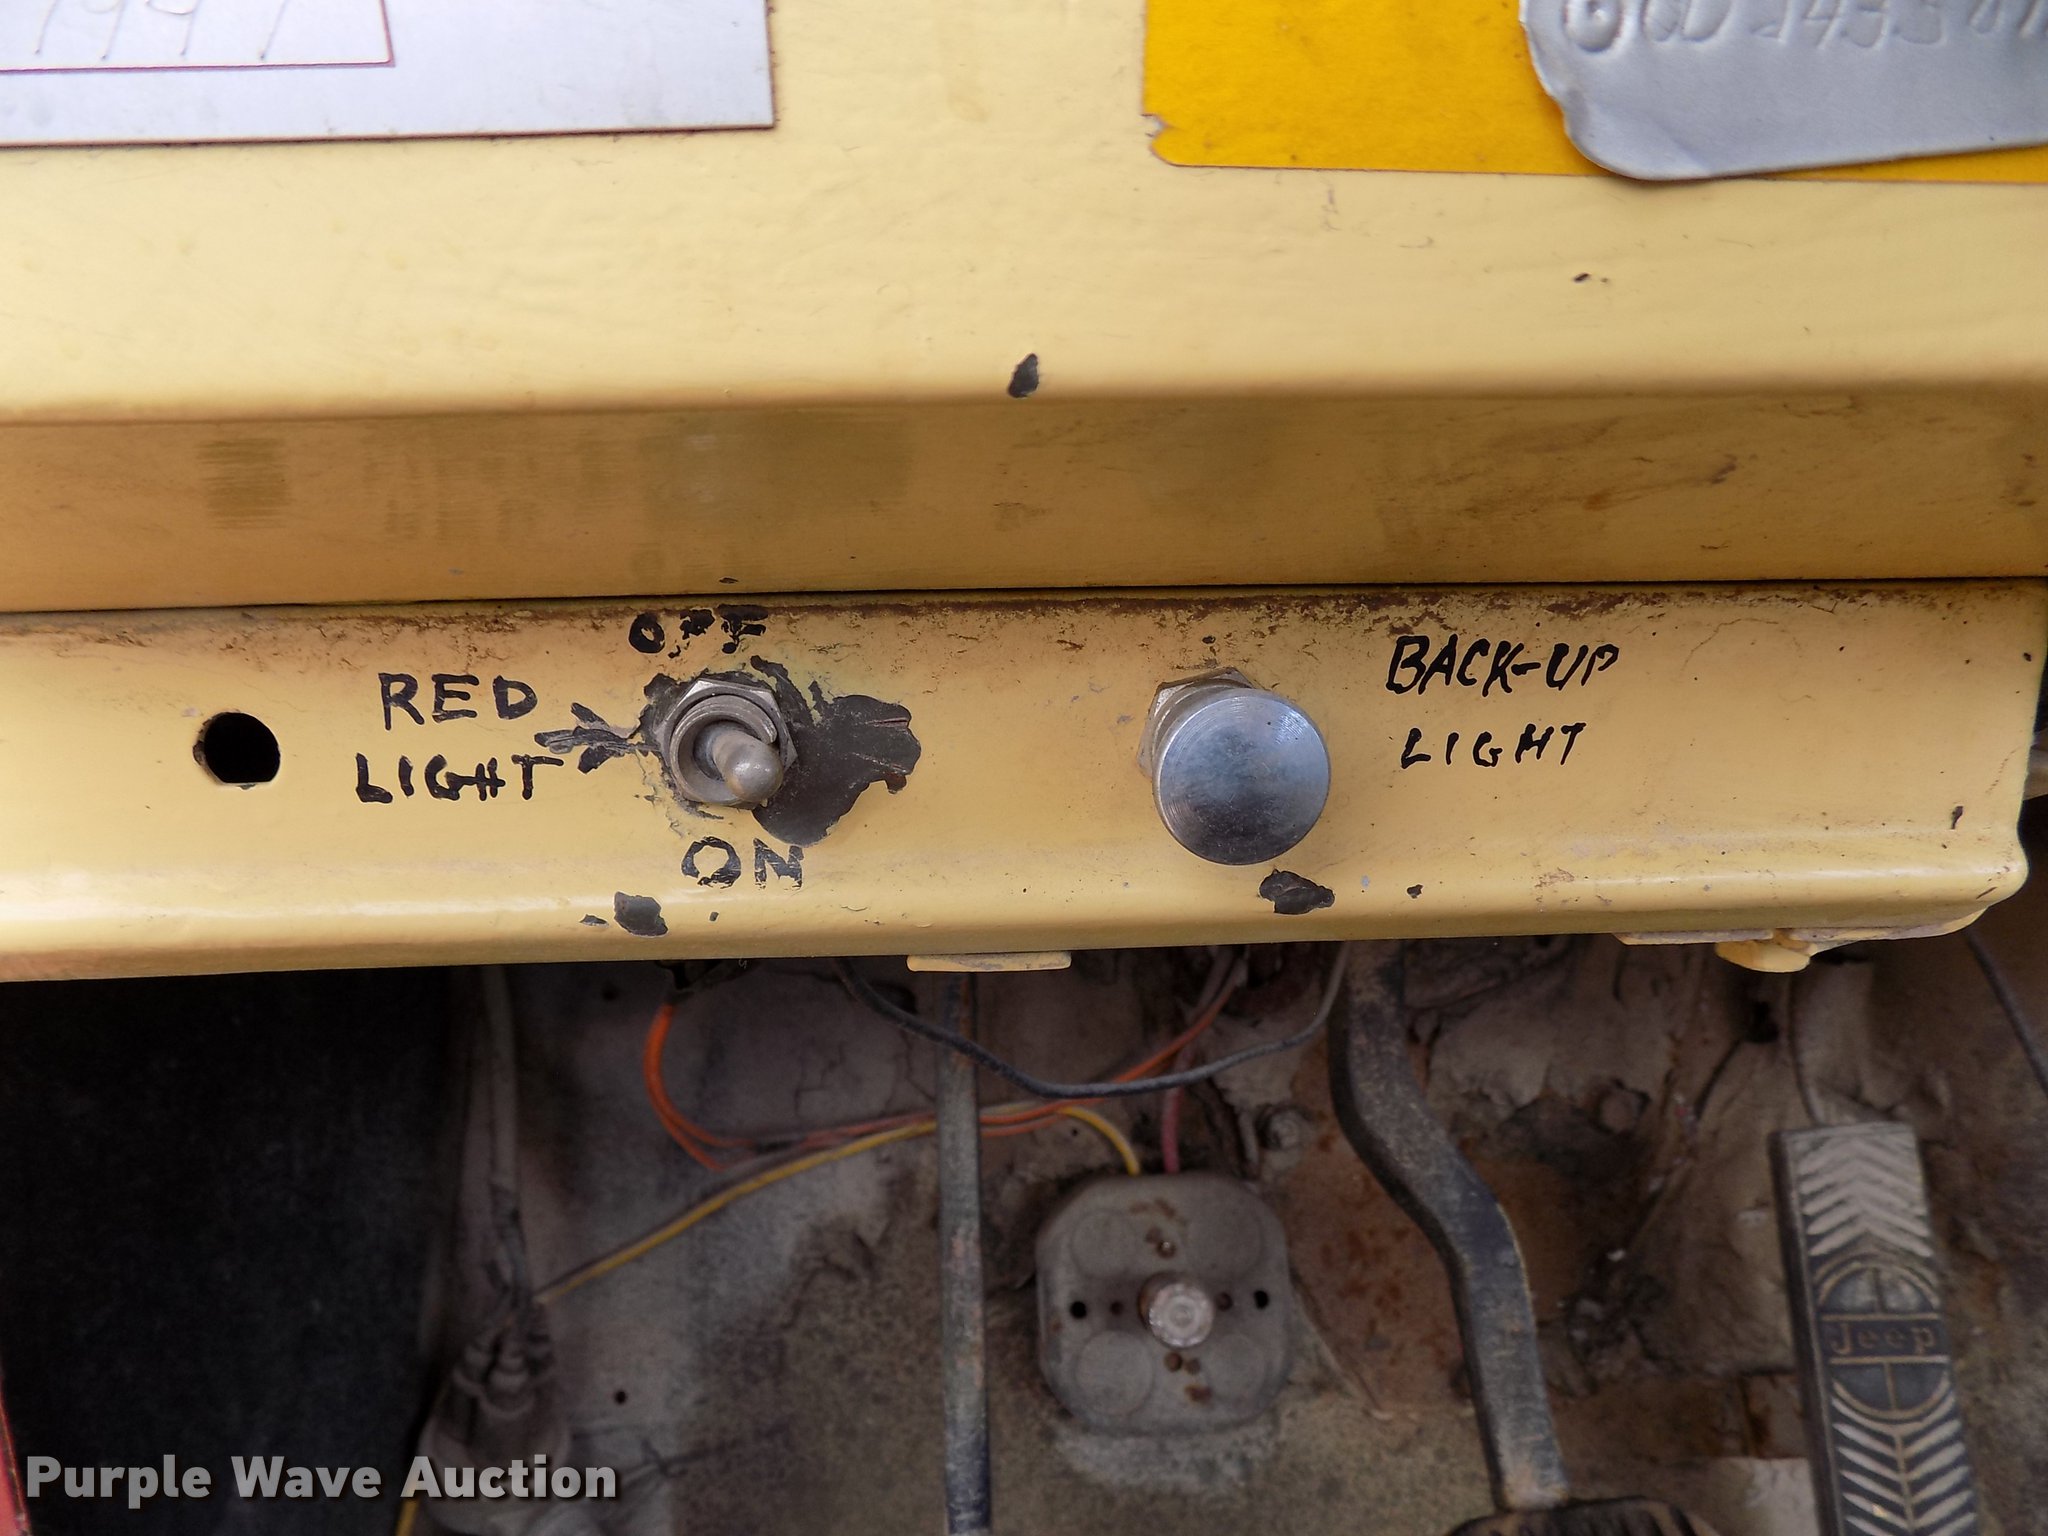 OFF
RED
LIGHT
ON
BACK-UP
LIGHT
Jeep
Purple Wave Auction